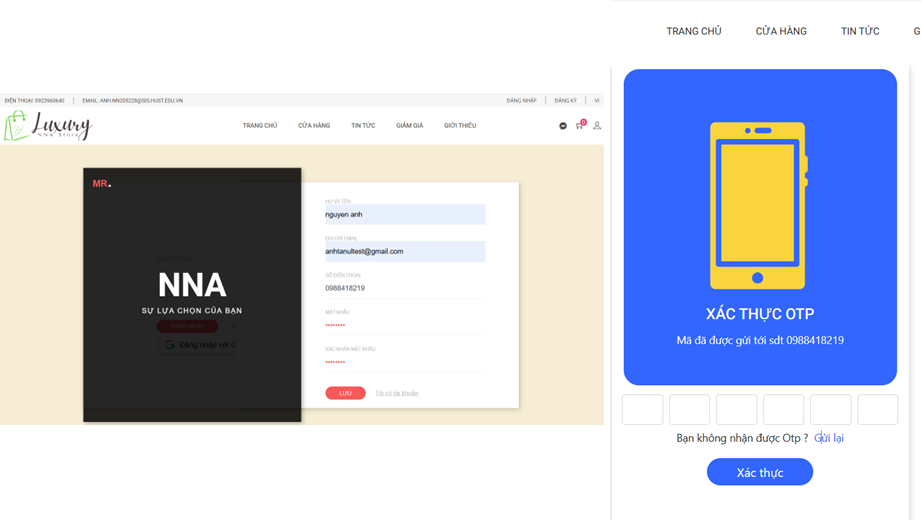 ĐIỆN THOẠI: 0923960640
EMAIL: ANH.NN205228@SIS.HUST.EDU.VN
ĐĂNG NHẬP
ĐĂNG KÝ
VI
Luxury
NNA Store
TRANG CHỦ
CỬA HÀNG
TIN TỨC
GIẢM GIÁ
GIỚI THIỆU
0
MR.
NNA
SỰ LỰA CHỌN CỦA BẠN
Đăng nhập với G
HỌ VÀ TÊN
nguyen anh
ĐỊA CHỈ EMAIL
anhtanultest@gmail.com
SỐ ĐIỆN THOẠI
0988418219
MẬT KHẨU
••••••••
XÁC NHẬN MẬT KHẨU
••••••••
LƯU
Tôi có tài khoản
TRANG CHỦ
CỬA HÀNG
TIN TỨC
G
XÁC THỰC OTP
Mã đã được gửi tới sdt 0988418219
Bạn không nhận được Otp ? Gửi lại
Xác thực